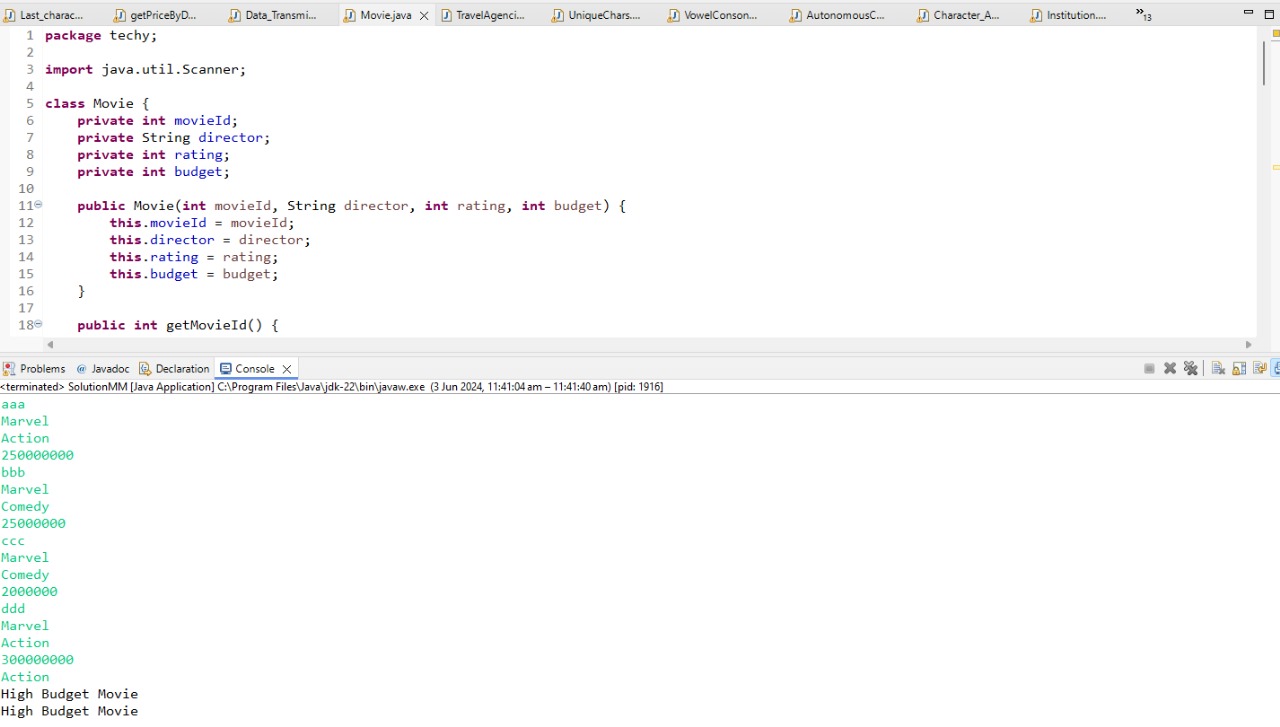 Last_charac... getPriceByD... Data_Transmi... Movie.java TravelAgenci... UniqueChars.... VowelConson... AutonomousC... Character_A... Institution.... »13
1 package techy;
2
3 import java.util.Scanner;
4
5 class Movie {
6 private int movieId;
7 private String director;
8 private int rating;
9 private int budget;
10
11 public Movie(int movieId, String director, int rating, int budget) {
12 this.movieId = movieId;
13 this.director = director;
14 this.rating = rating;
15 this.budget = budget;
16 }
17
18 public int getMovieId() {
Problems @ Javadoc Declaration Console
<terminated> SolutionMM [Java Application] C:\Program Files\Java\jdk-22\bin\javaw.exe (3 Jun 2024, 11:41:04 am – 11:41:40 am) [pid: 1916]
aaa
Marvel
Action
250000000
bbb
Marvel
Comedy
25000000
ccc
Marvel
Comedy
2000000
ddd
Marvel
Action
300000000
Action
High Budget Movie
High Budget Movie